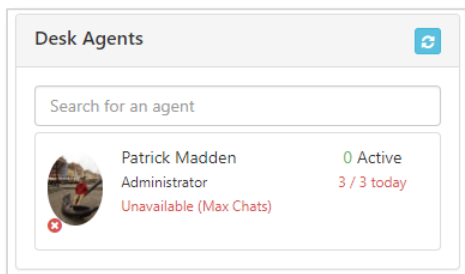 Desk Agents
Search for an agent
Patrick Madden
0 Active
Administrator
3 / 3 today
Unavailable (Max Chats)